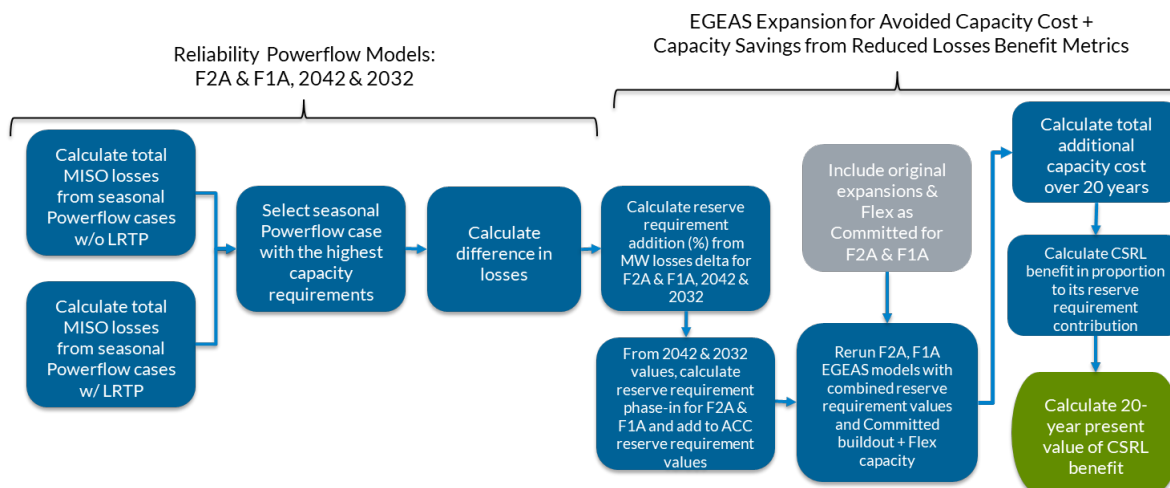 EGEAS Expansion for Avoided Capacity Cost +
Capacity Savings from Reduced Losses Benefit Metrics
Reliability Powerflow Models:
F2A & F1A, 2042 & 2032
Calculate total
MISO losses
from seasonal
Powerflow cases
w/o LRTP
Calculate total
MISO losses
from seasonal
Powerflow cases
w/ LRTP
Select seasonal
Powerflow case
with the highest
capacity
requirements
Calculate
difference in
losses
Calculate reserve
requirement
addition (%) from
MW losses delta for
F2A & F1A, 2042 &
2032
From 2042 & 2032
values, calculate
reserve requirement
phase-in for F2A &
F1A and add to ACC
reserve requirement
values
Include original
expansions &
Flex as
Committed for
F2A & F1A
Rerun F2A, F1A
EGEAS models with
combined reserve
requirement values
and Committed
buildout + Flex
capacity
Calculate total
additional
capacity cost
over 20 years
Calculate CSRL
benefit in proportion
to its reserve
requirement
contribution
Calculate 20-
year present
value of CSRL
benefit